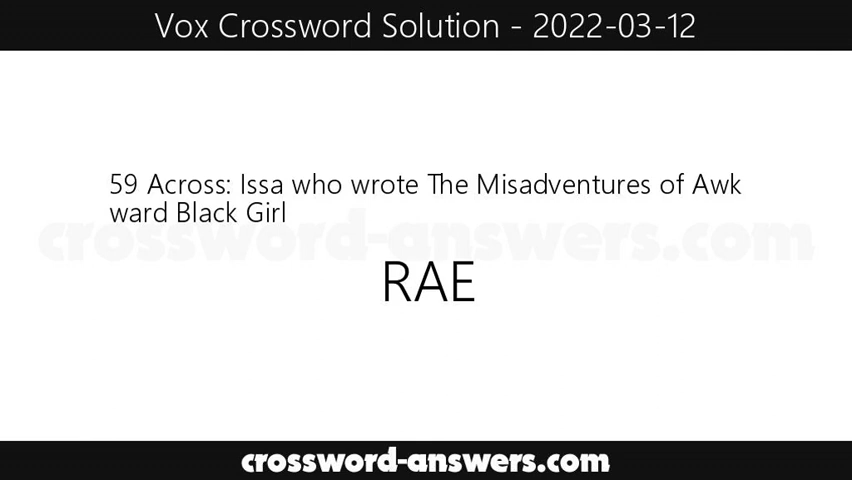 Vox Crossword Solution - 2022-03-12
59 Across: Issa who wrote The Misadventures of Awk
ward Black Girl
crossword-answers.com
RAE
crossword-answers.com